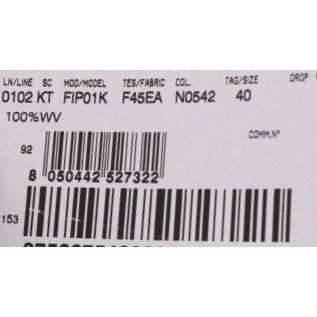 LN/LINE SC MOD/MODEL TES/FABRIC COL. TAG/SIZE DROP
0102 KT FIP01K F45EA N0542 40
100%WV
COMM.N°
92
8 050442 527322
153